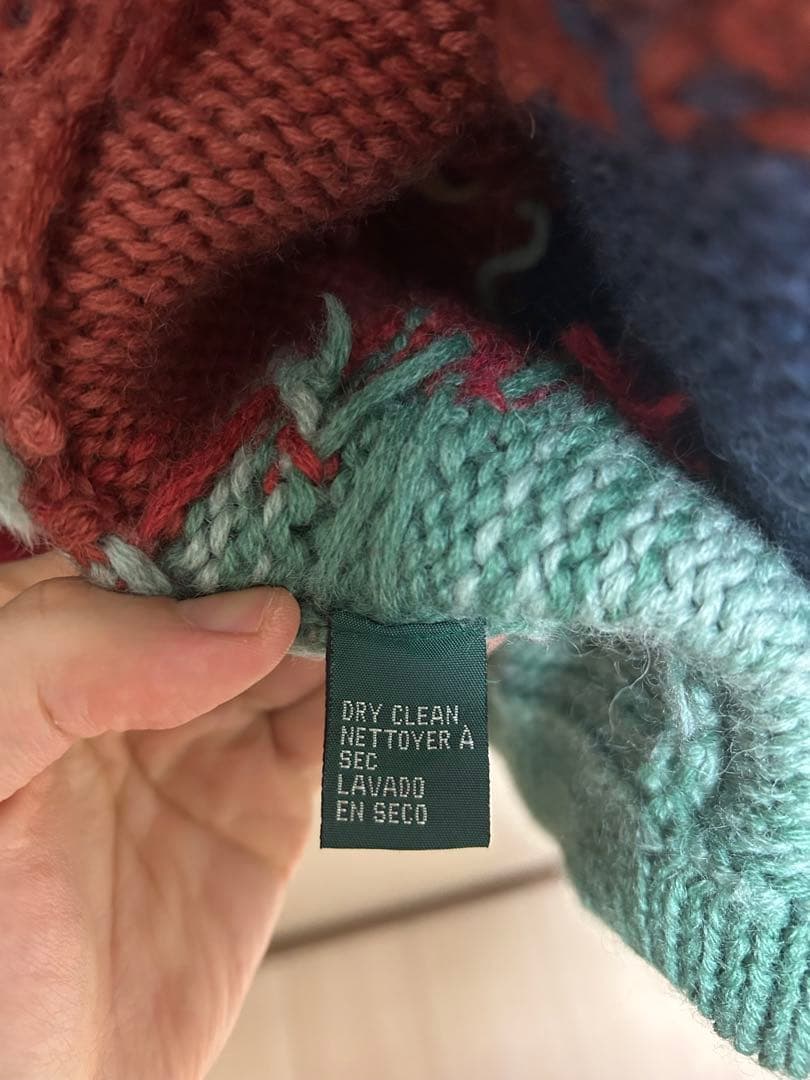 DRY CLEAN
NETTOYER À
SEC
LAVADO
EN SECO